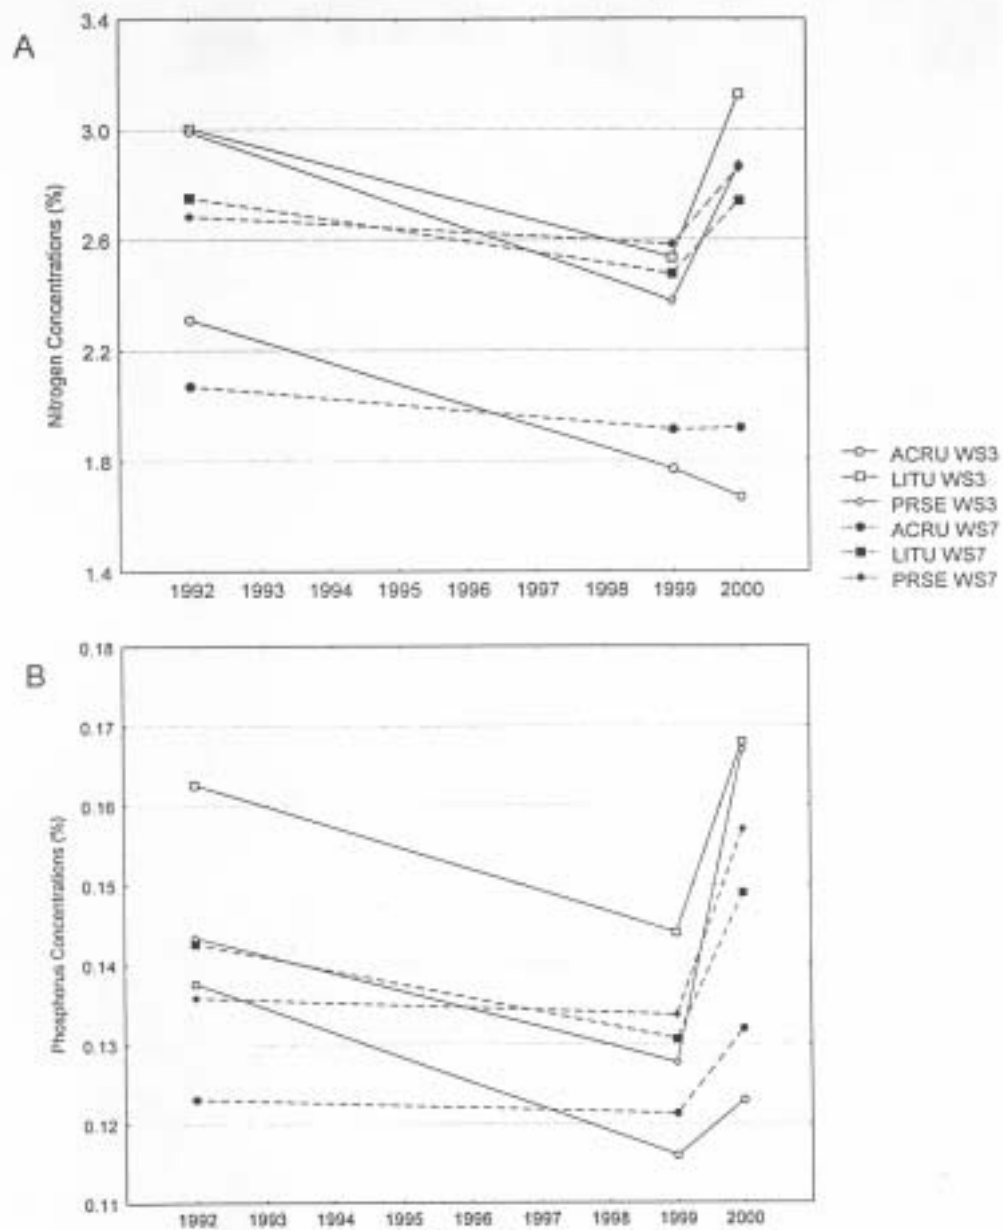 A
Nitrogen Concentrations (%)
3.4
3.0
2.6
2.2
1.8
1.4
1992 1993 1994 1995 1996 1997 1998 1999 2000
ACRU WS3
LITU WS3
PRSE WS3
ACRU WS7
LITU WS7
PRSE WS7
B
Phosphorus Concentrations (%)
0.18
0.17
0.16
0.15
0.14
0.13
0.12
0.11
1992 1993 1994 1995 1996 1997 1998 1999 2000